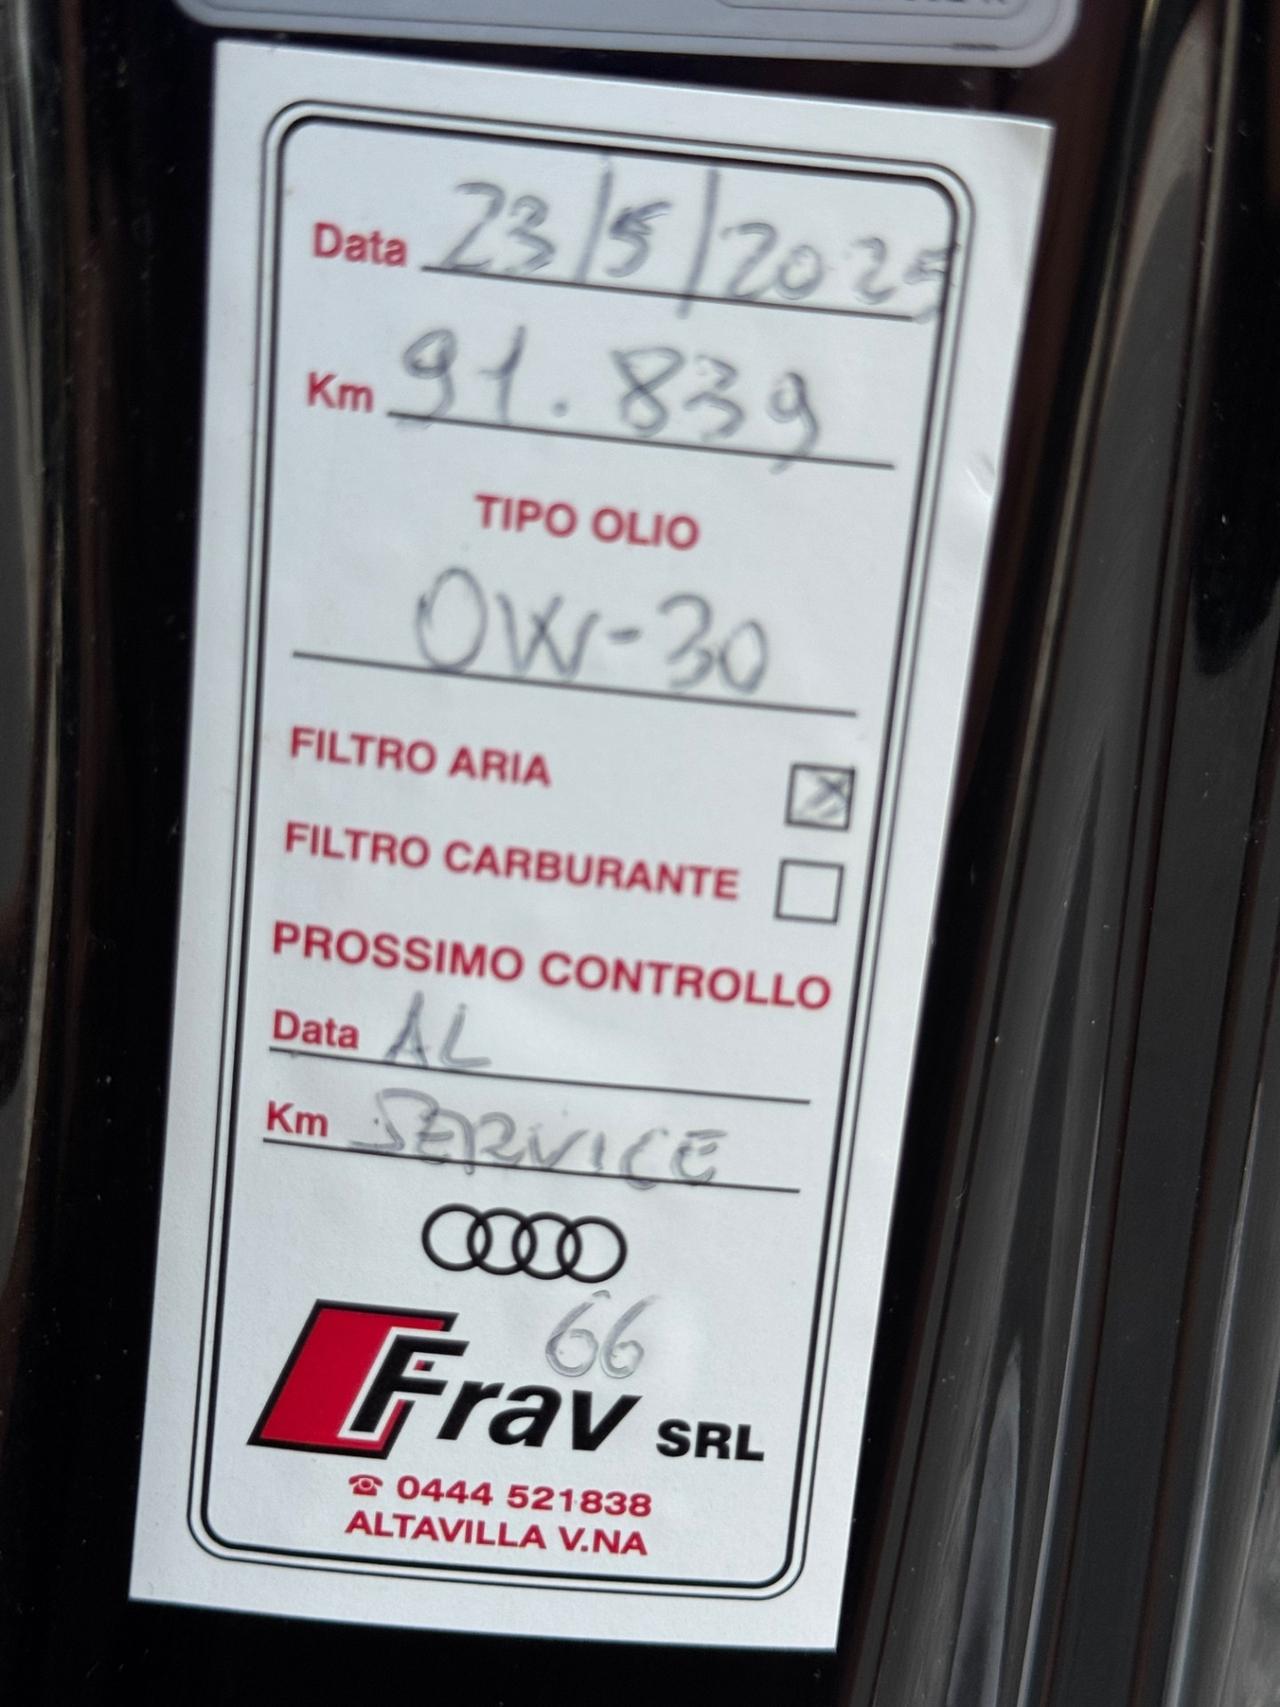 Data 23/5/2025
Km 91.839
TIPO OLIO
0W-30
FILTRO ARIA
FILTRO CARBURANTE
PROSSIMO CONTROLLO
Data AL
Km SERVICE
66
Frav SRL
☎ 0444 521838
ALTAVILLA V.NA